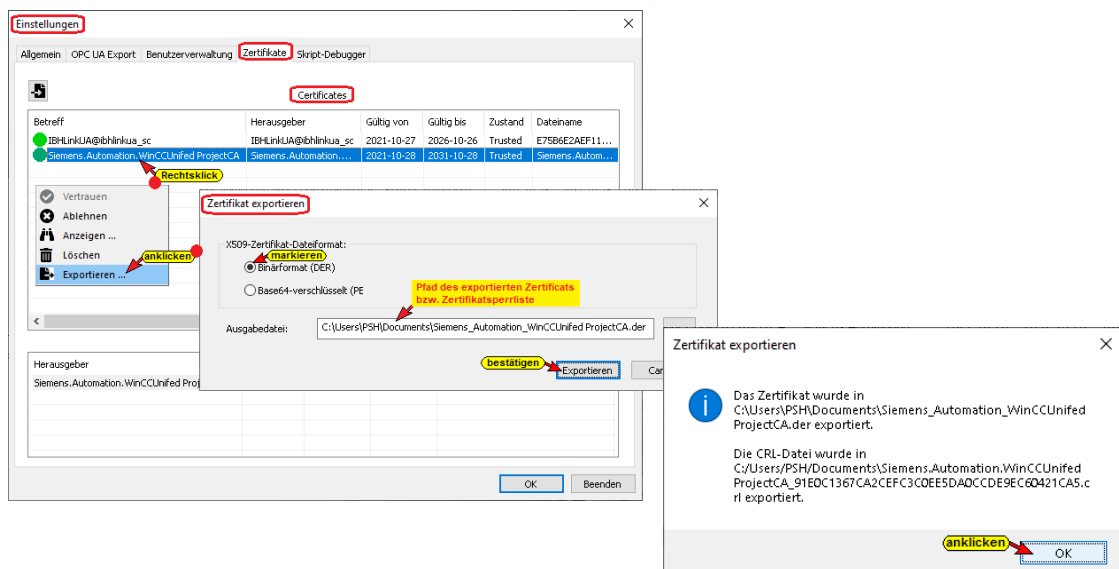 Einstellungen
Allgemein OPC UA Export Benutzerverwaltung Zertifikate Skript-Debugger
Certificates
Betreff Herausgeber Gültig von Gültig bis Zustand Dateiname
IBHLinkUA@ibhlinkua_sc IBHLinkUA@ibhlinkua_sc 2021-10-27 2026-10-26 Trusted E75B6E2AEF11...
Siemens.Automation.WinCCUnifed ProjectCA Siemens.Automation.... 2021-10-28 2031-10-28 Trusted Siemens.Autom...
Rechtsklick
Vertrauen
Ablehnen
Anzeigen ...
Löschen
anklicken
Exportieren ...
Zertifikat exportieren
X509-Zertifikat-Dateiformat:
markieren
Binärformat (DER)
Base64-verschlüsselt (PE
Pfad des exportierten Zertificats
bzw. Zertifikatsperrliste
Ausgabedatei: C:\Users\PSH\Documents\Siemens_Automation_WinCCUnifed ProjectCA.der
bestätigen
Exportieren Car
Herausgeber
Siemens.Automation.WinCCUnifed Proj
OK Beenden
Zertifikat exportieren
Das Zertifikat wurde in
C:\Users\PSH\Documents\Siemens_Automation_WinCCUnifed
ProjectCA.der exportiert.
Die CRL-Datei wurde in
C:/Users/PSH/Documents\Siemens.Automation.WinCCUnifed
ProjectCA_91E0C1367CA2CEFC3C0EE5DA0CCDE9EC60421CA5.c
rl exportiert.
anklicken
OK